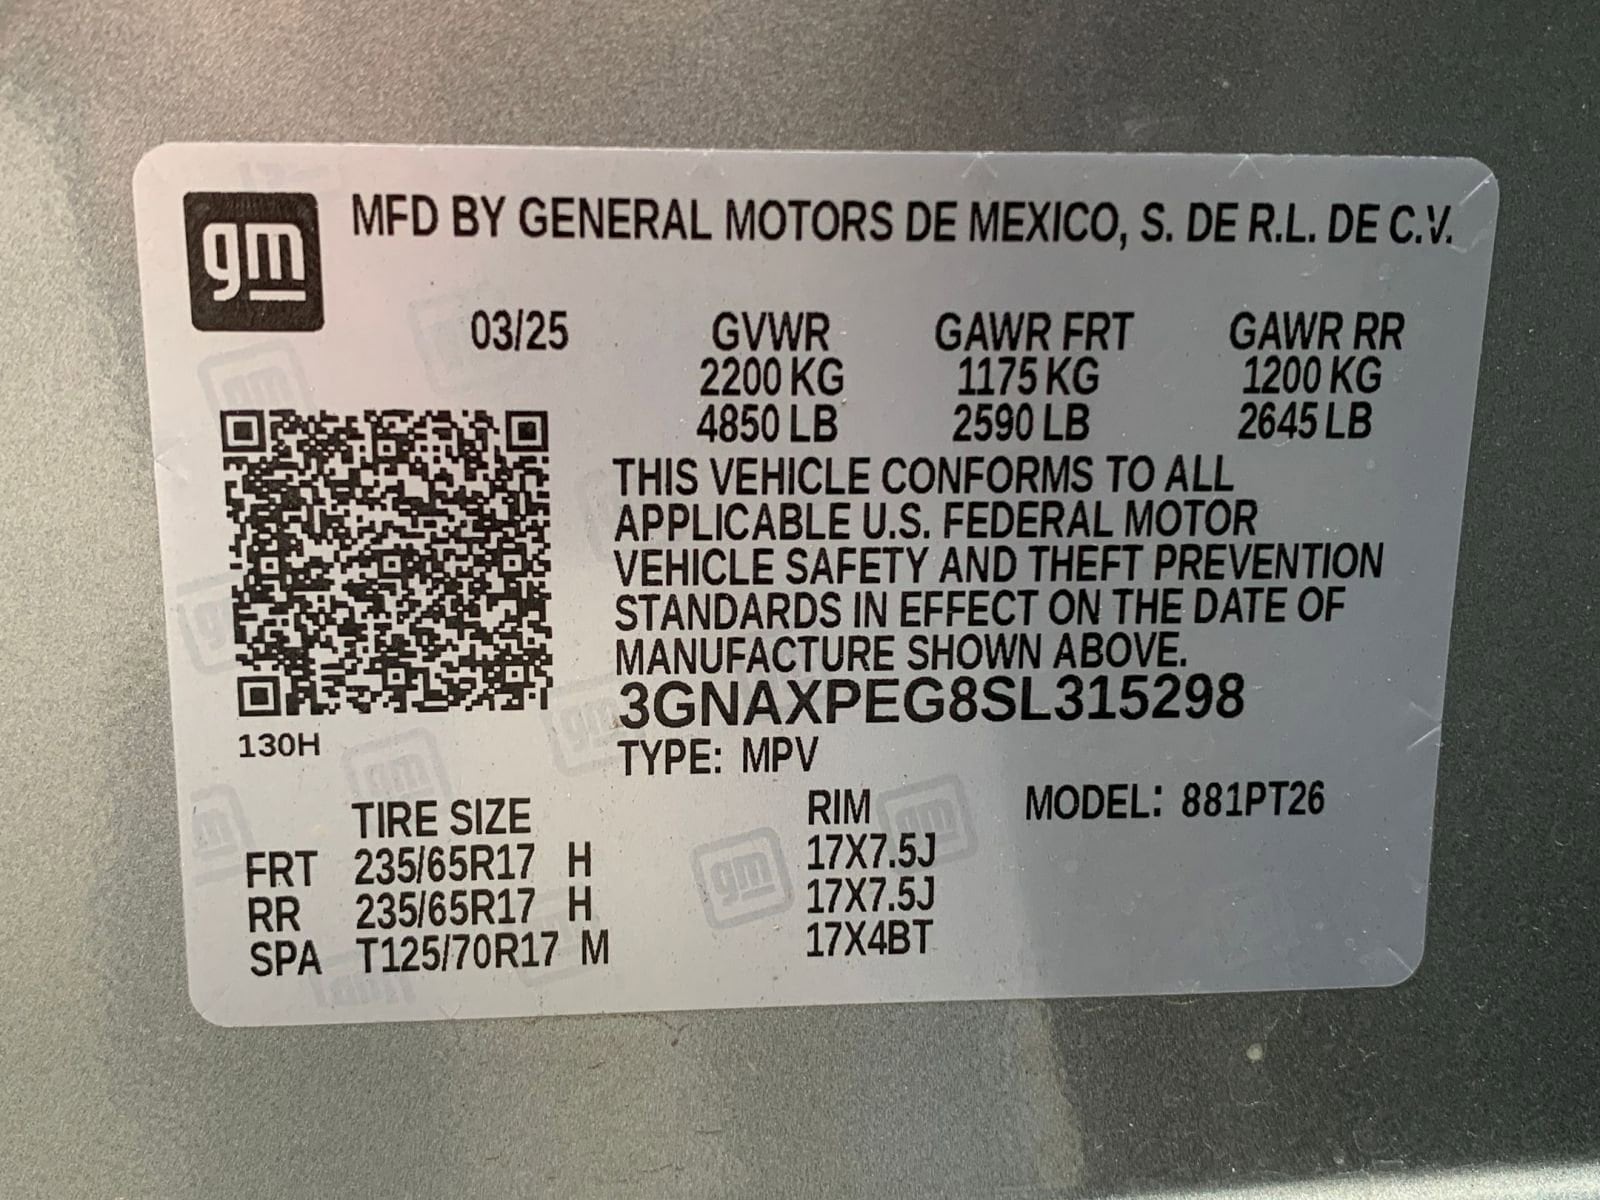 gm
MFD BY GENERAL MOTORS DE MEXICO, S. DE R.L. DE C.V.
03/25 GVWR GAWR FRT GAWR RR
2200 KG 1175 KG 1200 KG
4850 LB 2590 LB 2645 LB
THIS VEHICLE CONFORMS TO ALL
APPLICABLE U.S. FEDERAL MOTOR
VEHICLE SAFETY AND THEFT PREVENTION
STANDARDS IN EFFECT ON THE DATE OF
MANUFACTURE SHOWN ABOVE.
3GNAXPEG8SL315298
130H
TYPE: MPV
TIRE SIZE RIM MODEL: 881PT26
FRT 235/65R17 H 17X7.5J
RR 235/65R17 H 17X7.5J
SPA T125/70R17 M 17X4BT